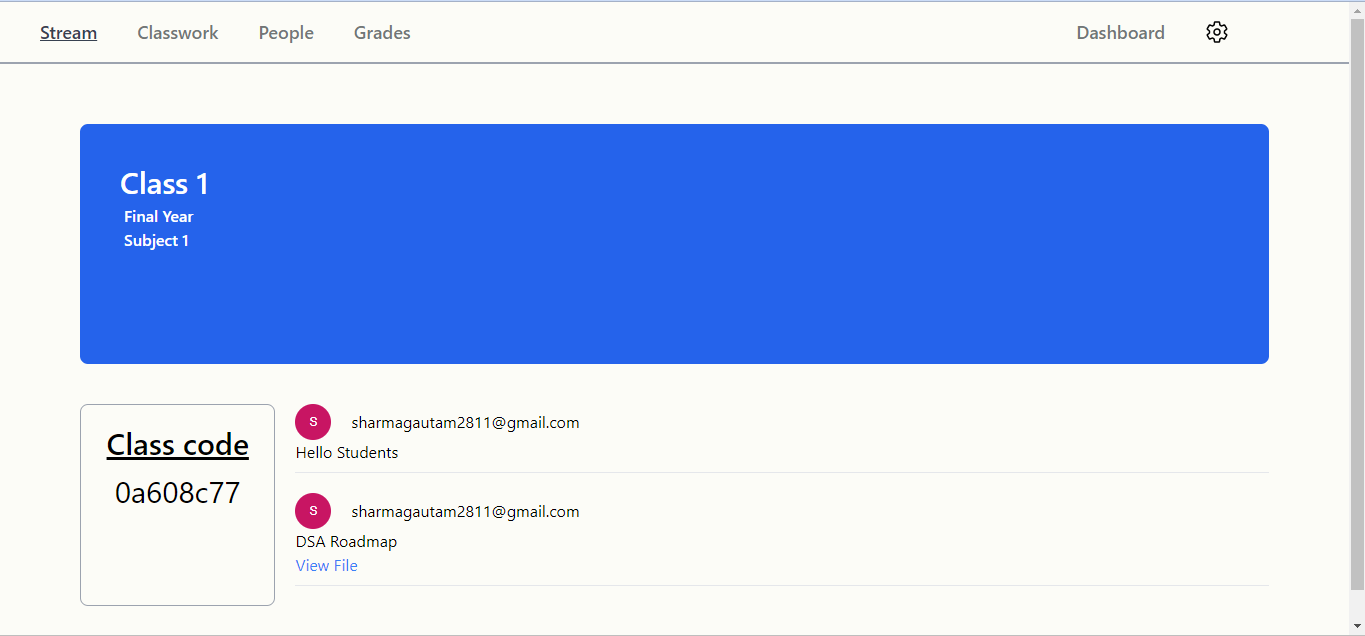 Stream Classwork People Grades Dashboard
Class 1
Final Year
Subject 1
Class code
0a608c77
S sharmagautam2811@gmail.com
Hello Students
S sharmagautam2811@gmail.com
DSA Roadmap
View File